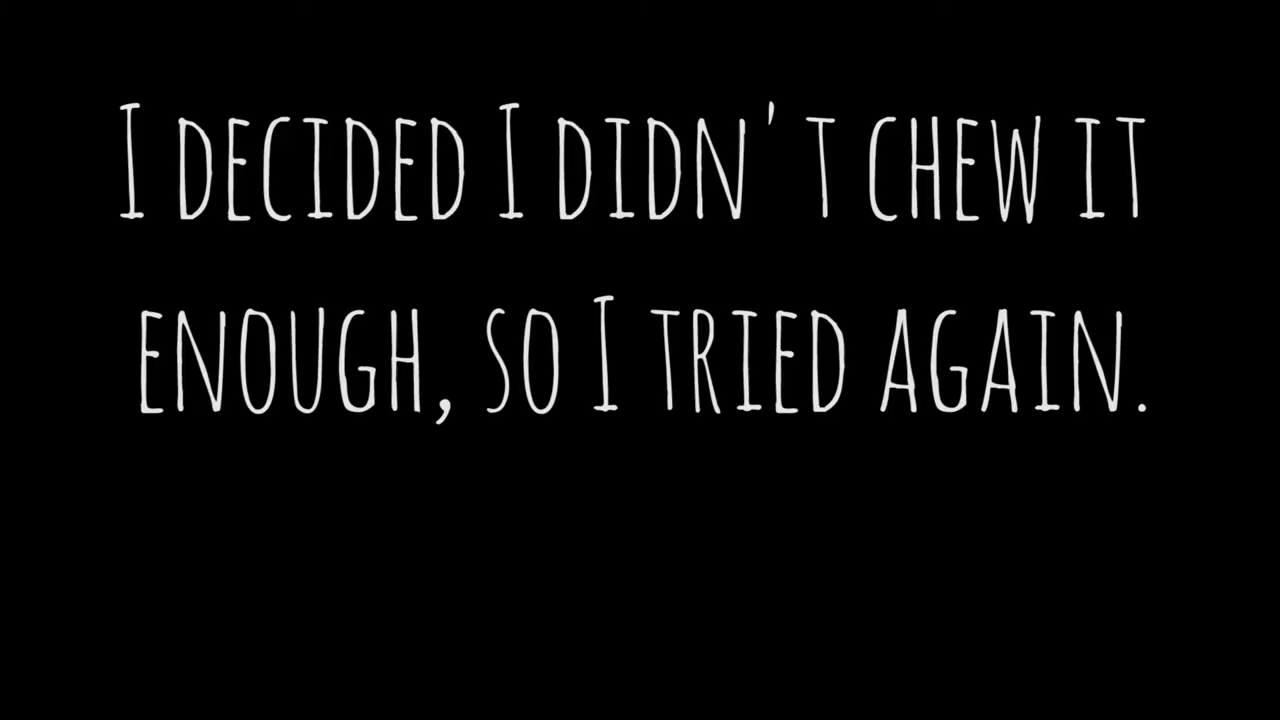 I DECIDED I DIDN'T CHEW IT
ENOUGH, SO I TRIED AGAIN.